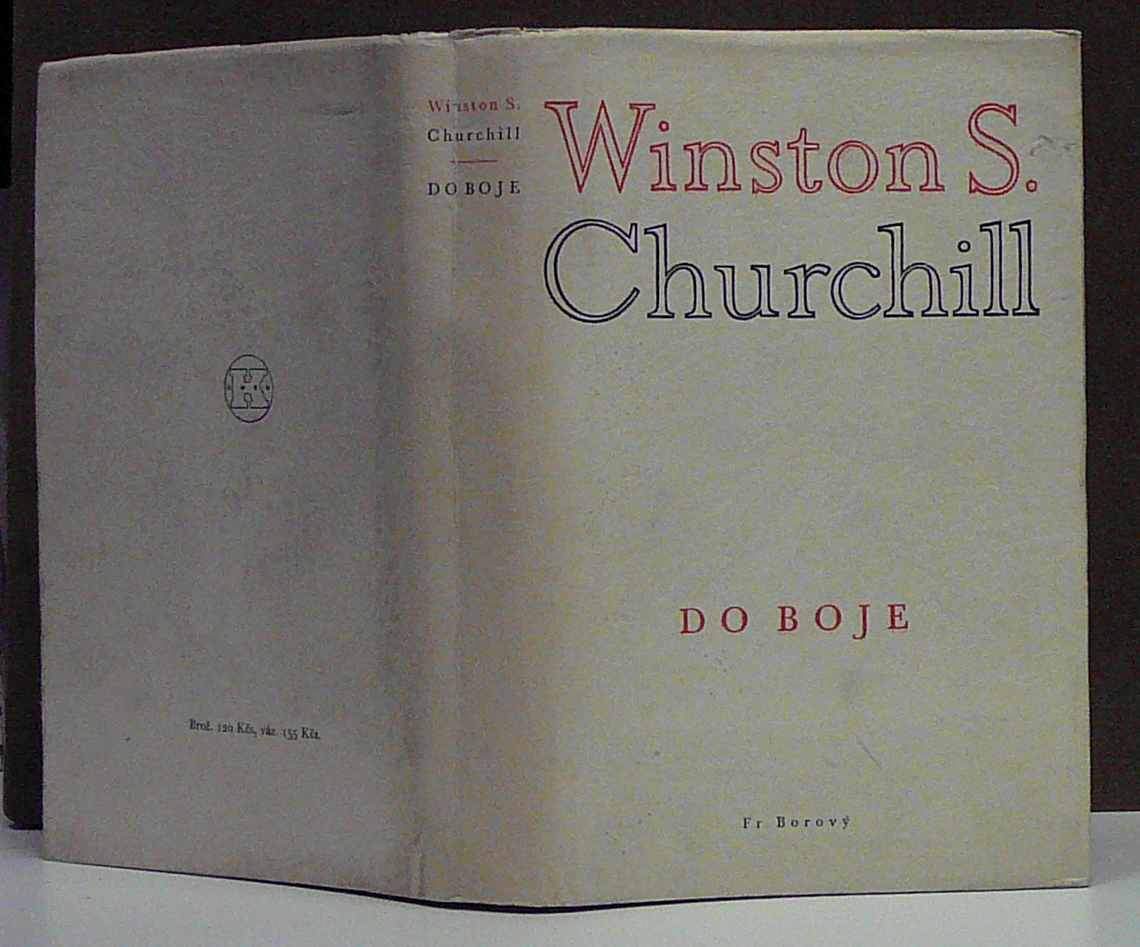 Winston S.
Churchill
DO BOJE
Fr Borový
Winston S.
Churchill
DO BOJE
Brož. 120 Kčs, váz. 155 Kčs.